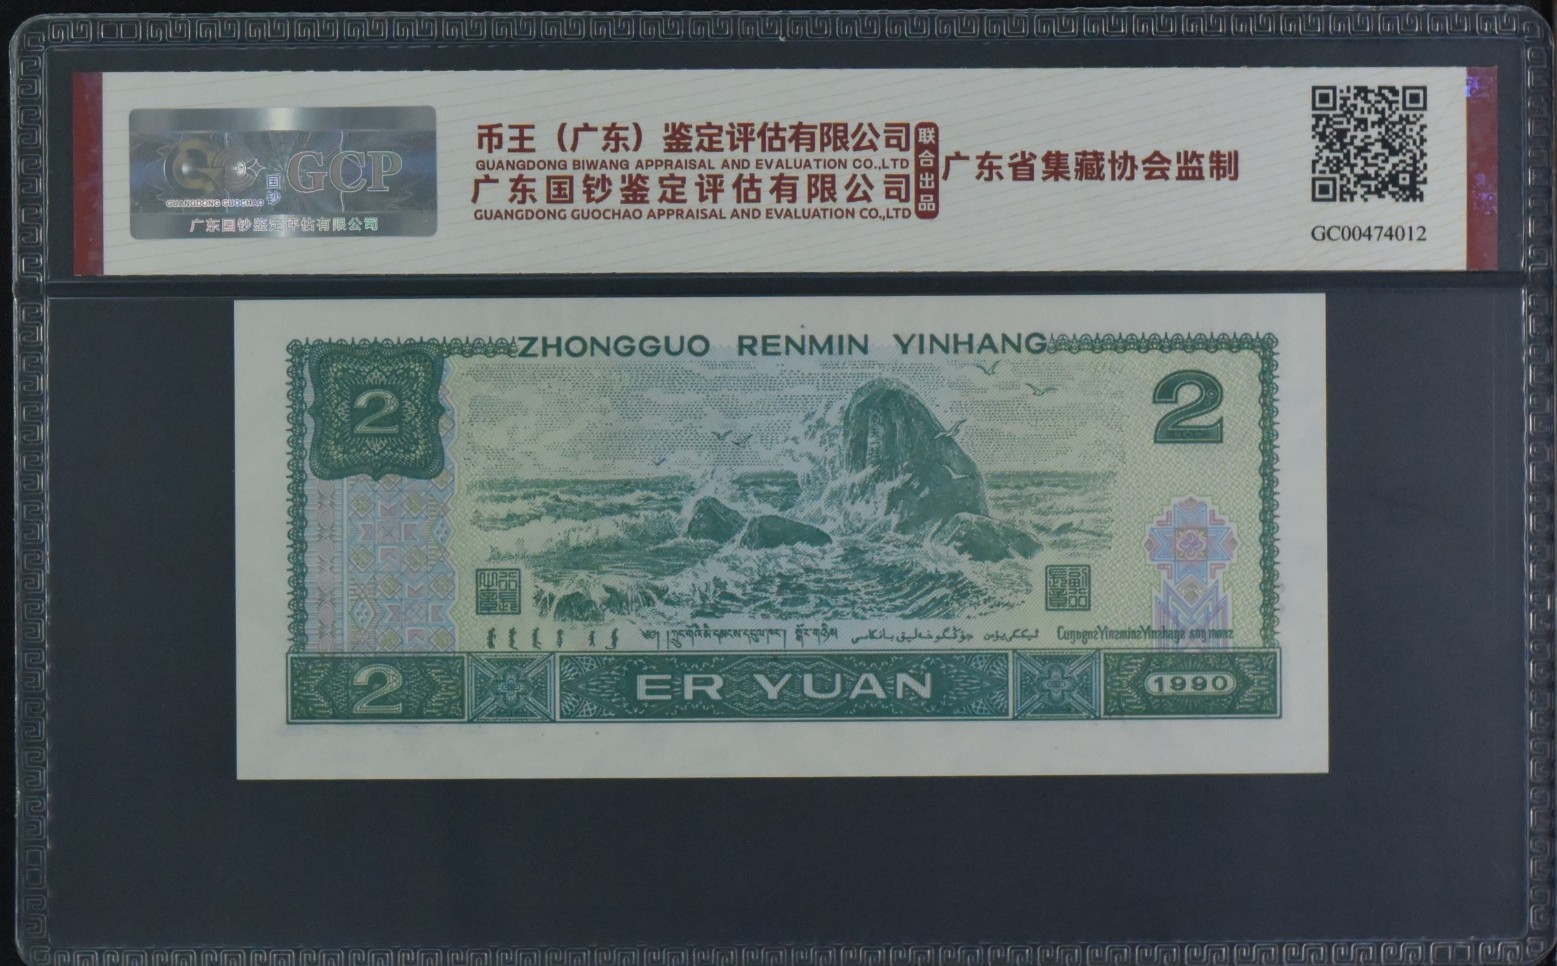 GCP
国钞
GUANGDONG GUOCHAO
广东国钞鉴定评估有限公司
币王（广东）鉴定评估有限公司
GUANGDONG BIWANG APPRAISAL AND EVALUATION CO.,LTD
广东国钞鉴定评估有限公司
GUANGDONG GUOCHAO APPRAISAL AND EVALUATION CO.,LTD
联合出品
广东省集藏协会监制
GC00474012
ZHONGGUO RENMIN YINHANG
2
2
2
ER YUAN
1990